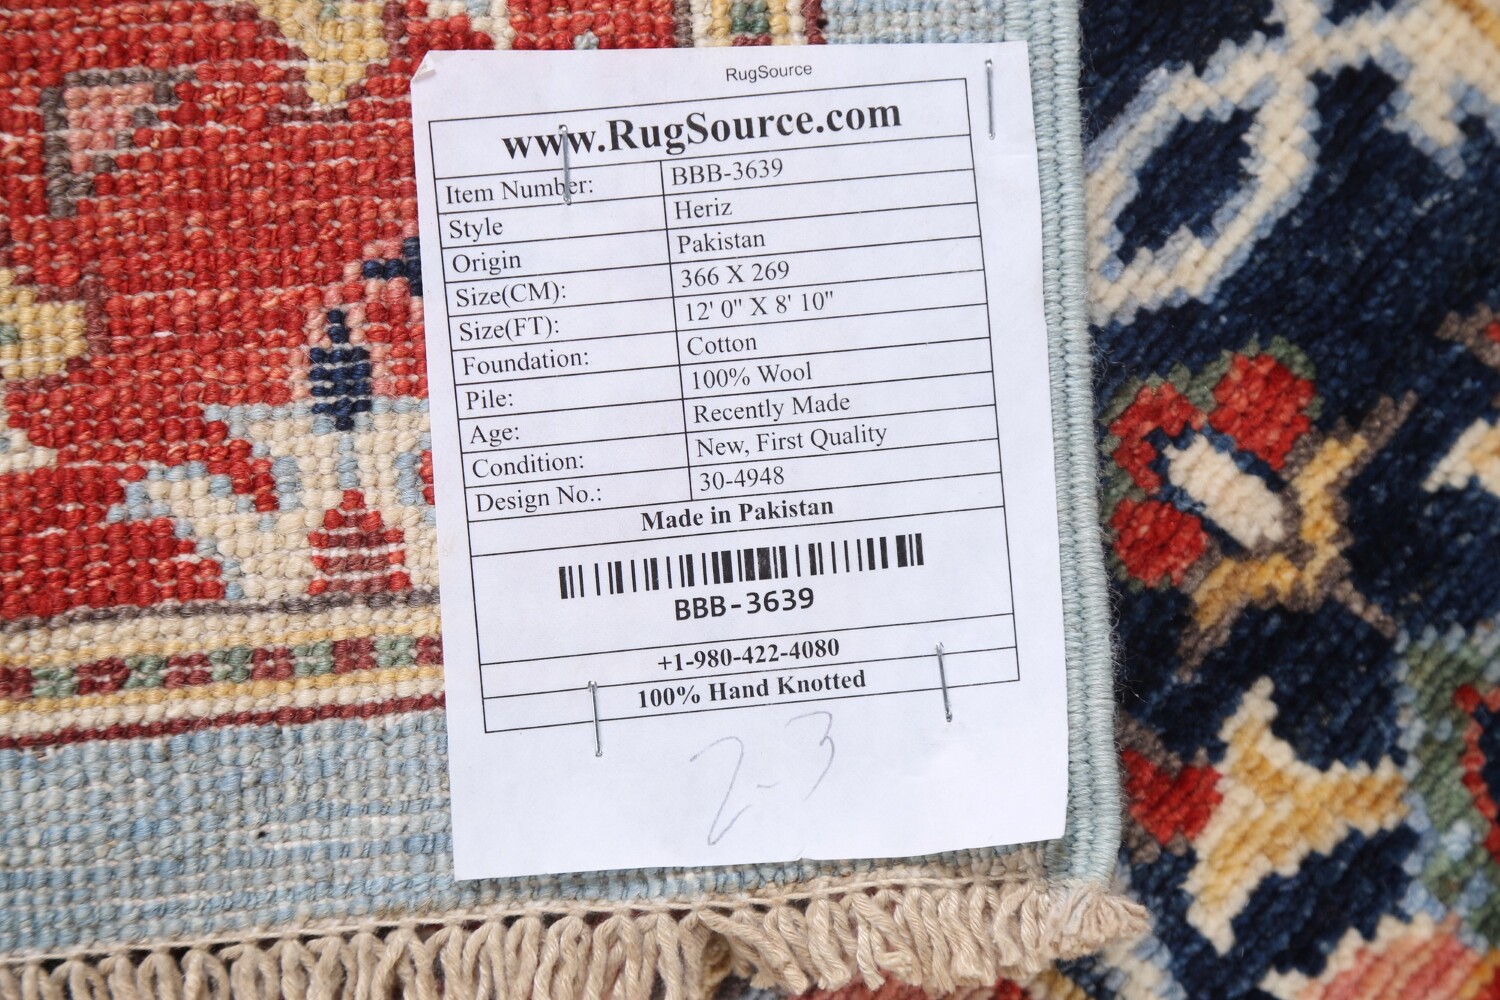 RugSource
www.RugSource.com
Item Number: BBB-3639
Style Heriz
Origin Pakistan
Size(CM): 366 X 269
Size(FT): 12' 0" X 8' 10"
Foundation: Cotton
Pile: 100% Wool
Age: Recently Made
Condition: New, First Quality
Design No.: 30-4948
Made in Pakistan
BBB-3639
+1-980-422-4080
100% Hand Knotted
2-3